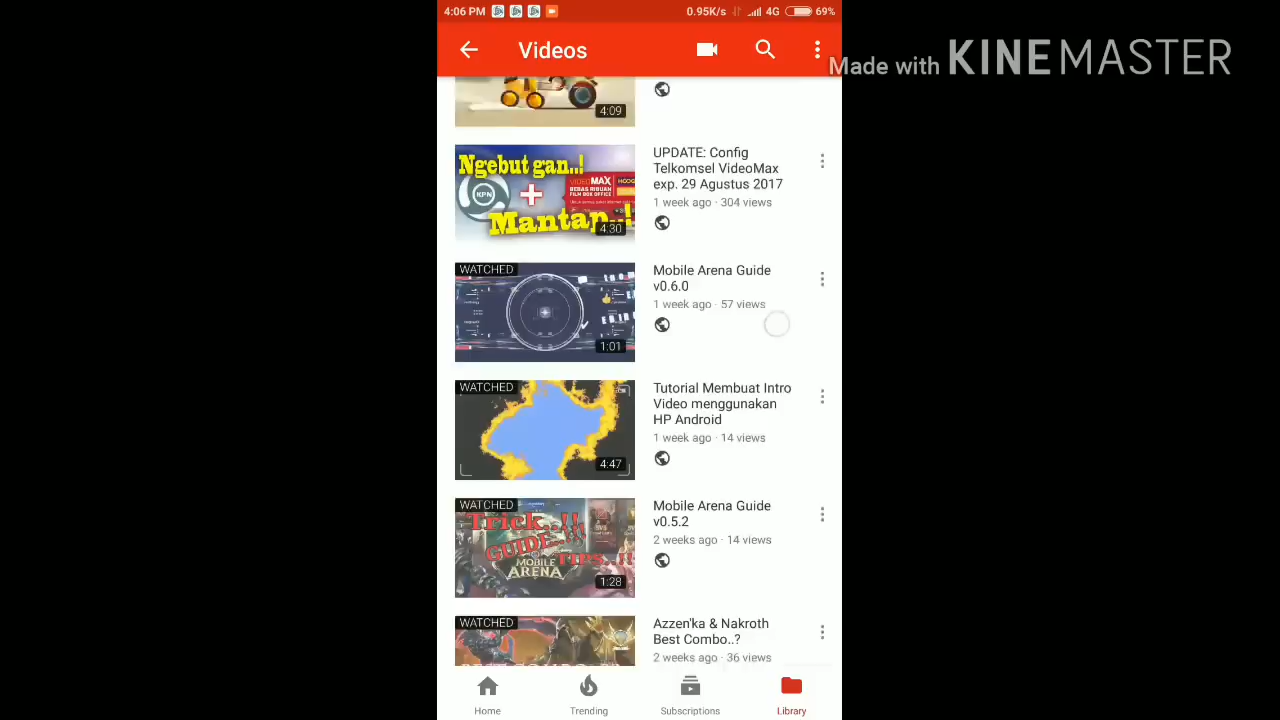 4:06 PM
0.95K/s 4G 69%
Videos
Made with KINEMASTER
4:09
Ngebut gan..!
KPN
+
VIDEOMAX
Mantap..!
4:30
UPDATE: Config
Telkomsel VideoMax
exp. 29 Agustus 2017
1 week ago · 304 views
WATCHED
1:01
Mobile Arena Guide
v0.6.0
1 week ago · 57 views
WATCHED
4:47
Tutorial Membuat Intro
Video menggunakan
HP Android
1 week ago · 14 views
WATCHED
Trick..!!
GUIDE..!!
TIPS..!!
MOBILE
ARENA
1:28
Mobile Arena Guide
v0.5.2
2 weeks ago · 14 views
WATCHED
Azzen'ka & Nakroth
Best Combo..?
2 weeks ago · 36 views
Home
Trending
Subscriptions
Library